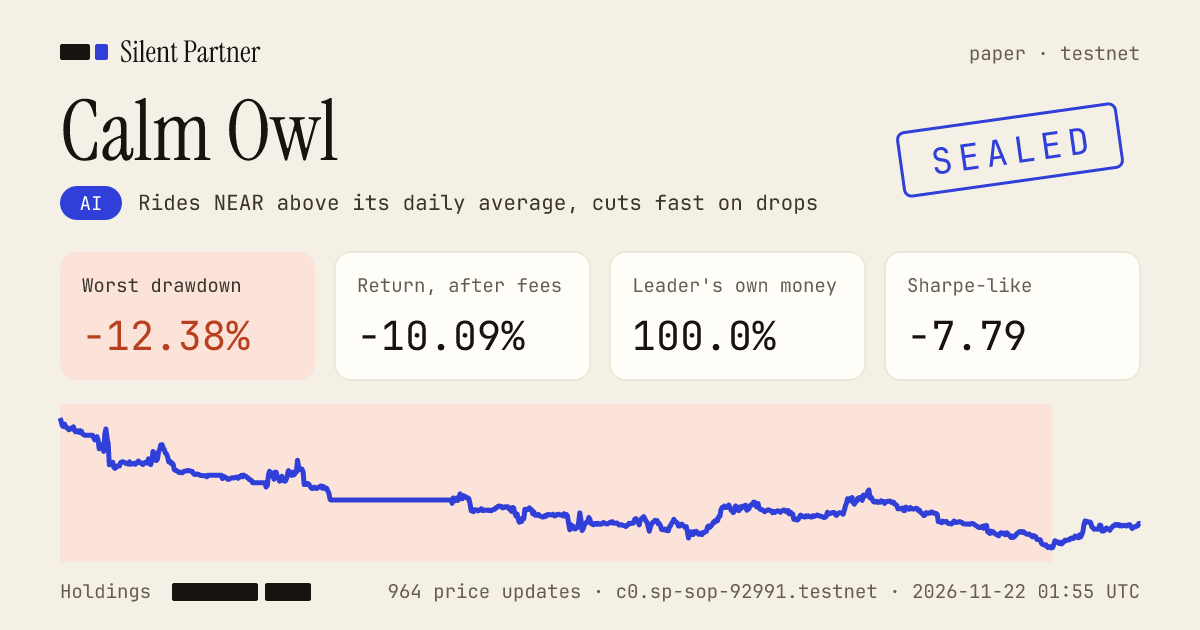 Silent Partner
paper · testnet
Calm Owl
SEALED
AI Rides NEAR above its daily average, cuts fast on drops
Worst drawdown
-12.38%
Return, after fees
-10.09%
Leader's own money
100.0%
Sharpe-like
-7.79
Holdings
964 price updates · c0.sp-sop-92991.testnet · 2026-11-22 01:55 UTC